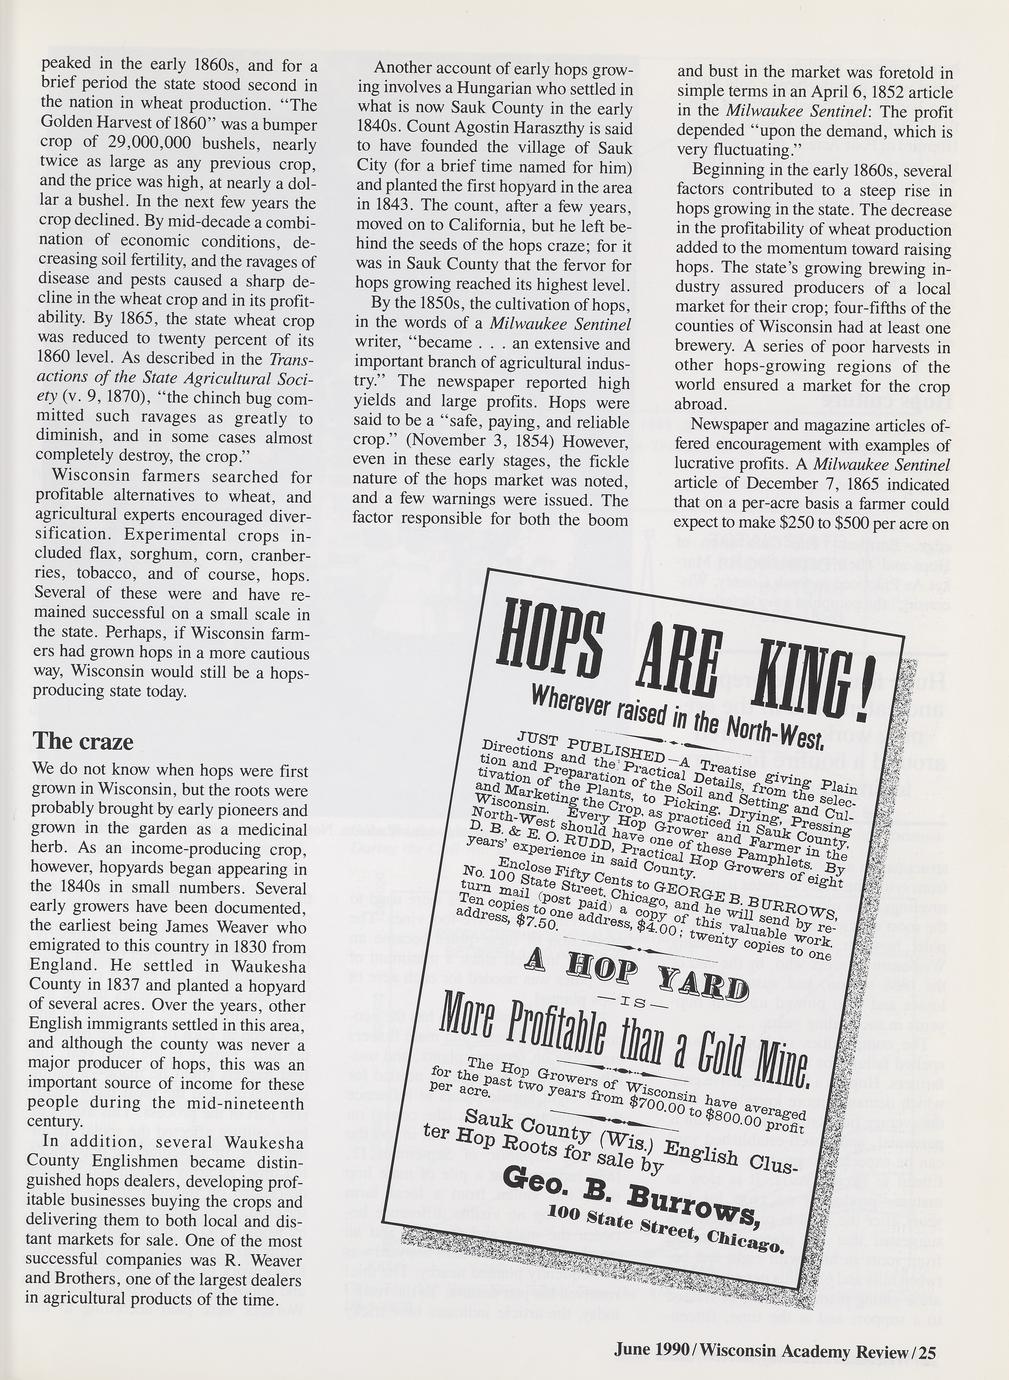 peaked in the early 1860s, and for a
brief period the state stood second in
the nation in wheat production. “The
Golden Harvest of 1860” was a bumper
crop of 29,000,000 bushels, nearly
twice as large as any previous crop,
and the price was high, at nearly a dol-
lar a bushel. In the next few years the
crop declined. By mid-decade a combi-
nation of economic conditions, de-
creasing soil fertility, and the ravages of
disease and pests caused a sharp de-
cline in the wheat crop and in its profit-
ability. By 1865, the state wheat crop
was reduced to twenty percent of its
1860 level. As described in the Trans-
actions of the State Agricultural Soci-
ety (v. 9, 1870), “the chinch bug com-
mitted such ravages as greatly to
diminish, and in some cases almost
completely destroy, the crop.”
Wisconsin farmers searched for
profitable alternatives to wheat, and
agricultural experts encouraged diver-
sification. Experimental crops in-
cluded flax, sorghum, corn, cranber-
ries, tobacco, and of course, hops.
Several of these were and have re-
mained successful on a small scale in
the state. Perhaps, if Wisconsin farm-
ers had grown hops in a more cautious
way, Wisconsin would still be a hops-
producing state today.
The craze
We do not know when hops were first
grown in Wisconsin, but the roots were
probably brought by early pioneers and
grown in the garden as a medicinal
herb. As an income-producing crop,
however, hopyards began appearing in
the 1840s in small numbers. Several
early growers have been documented,
the earliest being James Weaver who
emigrated to this country in 1830 from
England. He settled in Waukesha
County in 1837 and planted a hopyard
of several acres. Over the years, other
English immigrants settled in this area,
and although the county was never a
major producer of hops, this was an
important source of income for these
people during the mid-nineteenth
century.
In addition, several Waukesha
County Englishmen became distin-
guished hops dealers, developing prof-
itable businesses buying the crops and
delivering them to both local and dis-
tant markets for sale. One of the most
successful companies was R. Weaver
and Brothers, one of the largest dealers
in agricultural products of the time.
Another account of early hops grow-
ing involves a Hungarian who settled in
what is now Sauk County in the early
1840s. Count Agostin Haraszthy is said
to have founded the village of Sauk
City (for a brief time named for him)
and planted the first hopyard in the area
in 1843. The count, after a few years,
moved on to California, but he left be-
hind the seeds of the hops craze; for it
was in Sauk County that the fervor for
hops growing reached its highest level.
By the 1850s, the cultivation of hops,
in the words of a Milwaukee Sentinel
writer, “became . . . an extensive and
important branch of agricultural indus-
try.” The newspaper reported high
yields and large profits. Hops were
said to be a “safe, paying, and reliable
crop.” (November 3, 1854) However,
even in these early stages, the fickle
nature of the hops market was noted,
and a few warnings were issued. The
factor responsible for both the boom
and bust in the market was foretold in
simple terms in an April 6, 1852 article
in the Milwaukee Sentinel: The profit
depended “upon the demand, which is
very fluctuating.”
Beginning in the early 1860s, several
factors contributed to a steep rise in
hops growing in the state. The decrease
in the profitability of wheat production
added to the momentum toward raising
hops. The state’s growing brewing in-
dustry assured producers of a local
market for their crop; four-fifths of the
counties of Wisconsin had at least one
brewery. A series of poor harvests in
other hops-growing regions of the
world ensured a market for the crop
abroad.
Newspaper and magazine articles of-
fered encouragement with examples of
lucrative profits. A Milwaukee Sentinel
article of December 7, 1865 indicated
that on a per-acre basis a farmer could
expect to make $250 to $500 per acre on
HOPS ARE KING!
Wherever raised in the North-West.
JUST PUBLISHED—A Treatise giving Plain
Directions and the Practical Details, from the selec-
tion and Preparation of the Soil and Setting and Cul-
tivation of the Plants, to Picking, Drying, Pressing
and Marketing the Crop, as practiced in Sauk County,
Wisconsin. Every Hop Grower and Farmer in the
North-West should have one of these Pamphlets. By
D. B. & E. O. RUDD, Practical Hop Growers of eight
years’ experience in said County.
Enclose Fifty Cents to GEORGE B. BURROWS,
No. 100 State Street, Chicago, and he will send by re-
turn mail (post paid) a copy of this valuable work.
Ten copies to one address, $4.00; twenty copies to one
address, $7.50.
A HOP YARD
—IS—
More Profitable than a Gold Mine.
The Hop Growers of Wisconsin have averaged
for the past two years from $700.00 to $800.00 profit
per acre.
Sauk County (Wis.) English Clus-
ter Hop Roots for sale by
Geo. B. Burrows,
100 State Street, Chicago.
June 1990/Wisconsin Academy Review/25